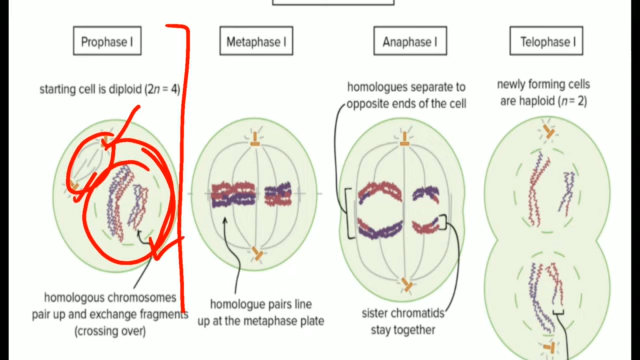 Prophase I
Metaphase I
Anaphase I
Telophase I
starting cell is diploid (2n = 4)
homologues separate to
opposite ends of the cell
newly forming cells
are haploid (n = 2)
homologous chromosomes
pair up and exchange fragments
(crossing over)
homologue pairs line
up at the metaphase plate
sister chromatids
stay together